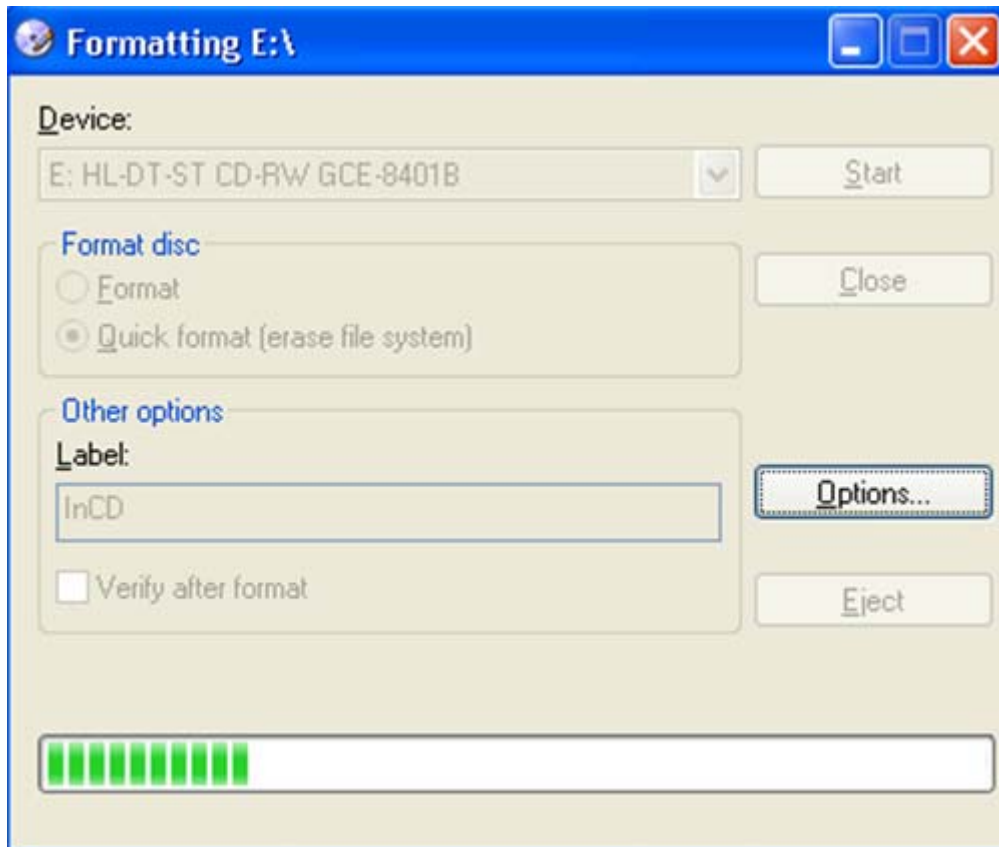 Formatting E:\
Device:
E: HL-DT-ST CD-RW GCE-8401B
Start
Format disc
Format
Close
Quick format (erase file system)
Other options
Label:
InCD
Options...
Verify after format
Eject